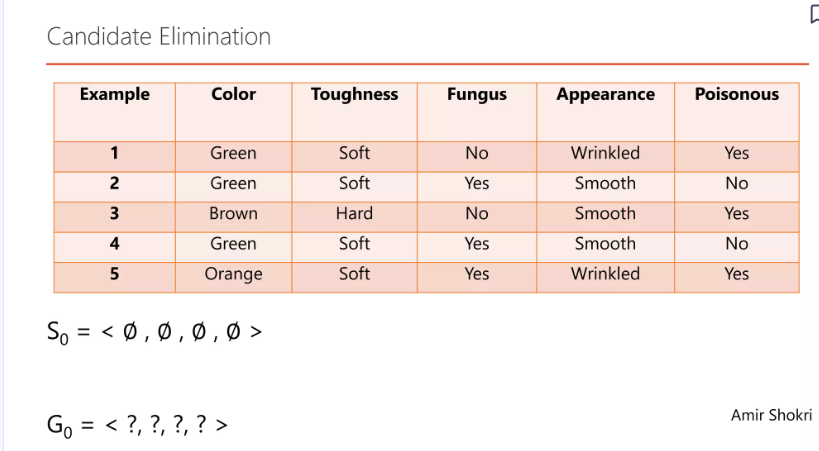 Candidate Elimination
Example Color Toughness Fungus Appearance Poisonous
1 Green Soft No Wrinkled Yes
2 Green Soft Yes Smooth No
3 Brown Hard No Smooth Yes
4 Green Soft Yes Smooth No
5 Orange Soft Yes Wrinkled Yes
S₀ = < ∅ , ∅ , ∅ , ∅ >
Amir Shokri
G₀ = < ?, ?, ?, ? >